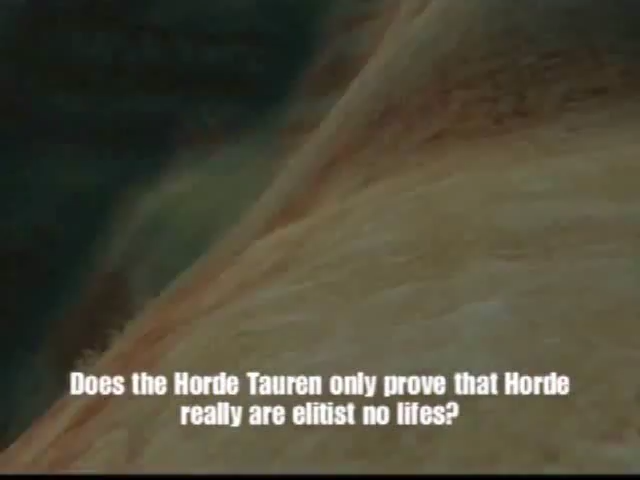 Does the Horde Tauren only prove that Horde
really are elitist no lifes?